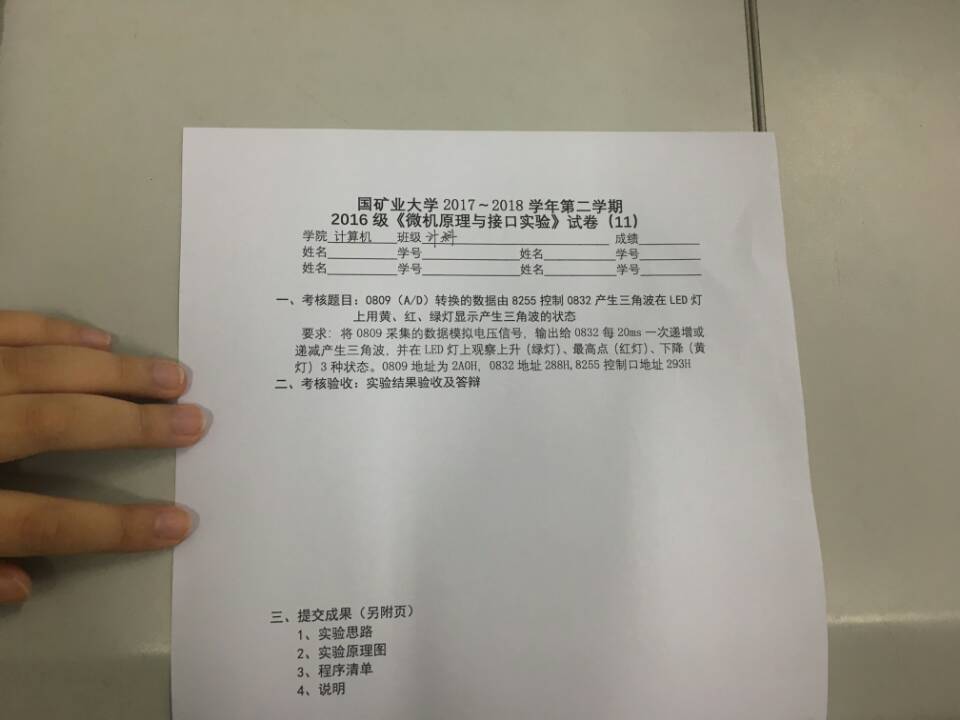 国矿业大学 2017～2018 学年第二学期
2016 级《微机原理与接口实验》试卷（11）
学院 计算机 班级 成绩
姓名 学号 姓名 学号
姓名 学号 姓名 学号
一、考核题目：0809（A/D）转换的数据由 8255 控制 0832 产生三角波在 LED 灯
上用黄、红、绿灯显示产生三角波的状态
要求：将 0809 采集的数据模拟电压信号，输出给 0832 每 20ms 一次递增或
递减产生三角波，并在 LED 灯上观察上升（绿灯）、最高点（红灯）、下降（黄
灯）3 种状态。0809 地址为 2A0H，0832 地址 288H, 8255 控制口地址 293H
二、考核验收：实验结果验收及答辩
三、提交成果（另附页）
1、实验思路
2、实验原理图
3、程序清单
4、说明